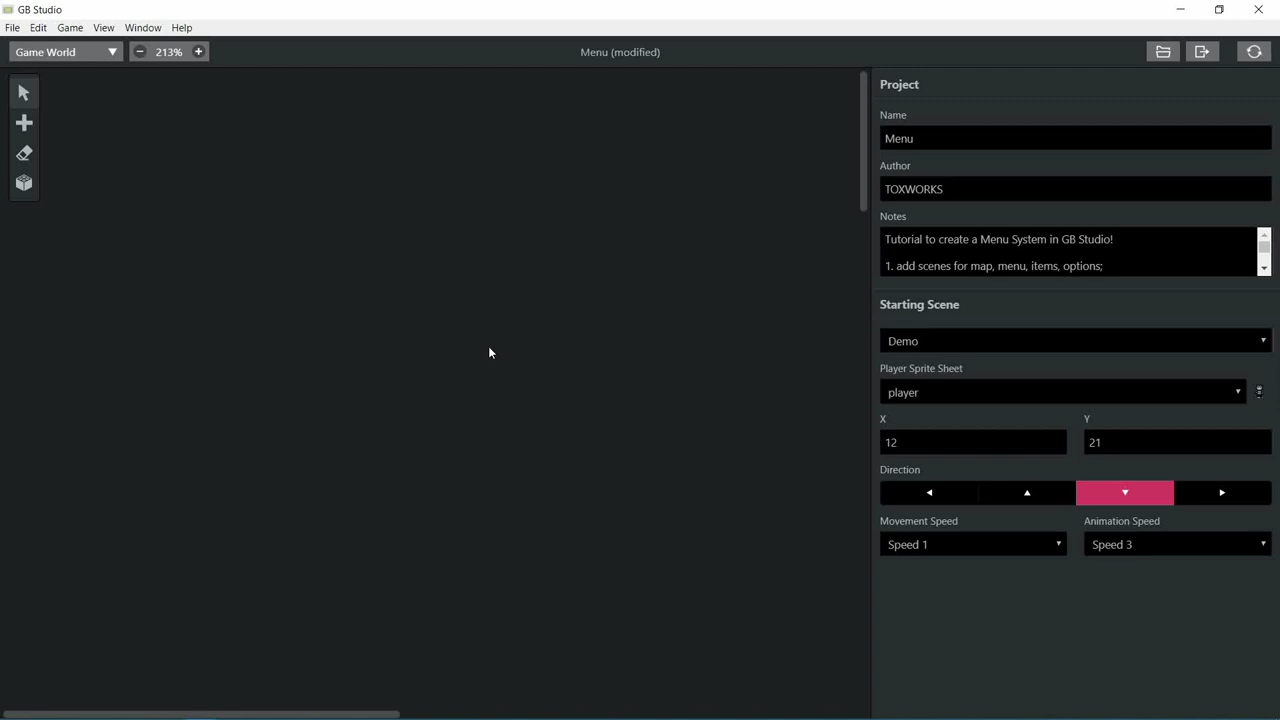 GB Studio
File Edit Game View Window Help
Game World 213% Menu (modified)
Project
Name
Menu
Author
TOXWORKS
Notes
Tutorial to create a Menu System in GB Studio!
1. add scenes for map, menu, items, options;
Starting Scene
Demo
Player Sprite Sheet
player
X Y
12 21
Direction
Movement Speed Animation Speed
Speed 1 Speed 3